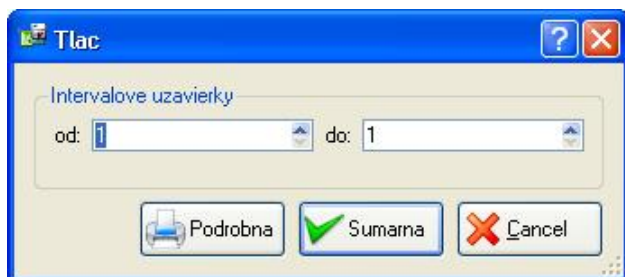 Tlac
Intervalove uzavierky
od: 1 do: 1
Podrobna Sumarna Cancel